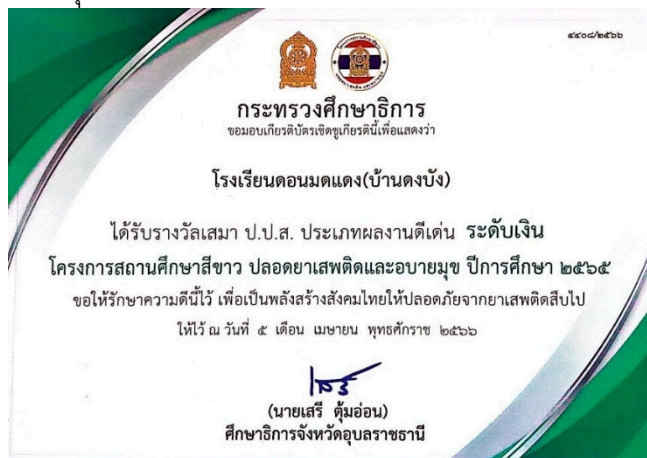 ๔๔๐๘/๒๕๖๖
กระทรวงศึกษาธิการ
ขอมอบเกียรติบัตรเชิดชูเกียรตินี้เพื่อแสดงว่า
โรงเรียนดอนมดแดง(บ้านดงบัง)
ได้รับรางวัลเสมา ป.ป.ส. ประเภทผลงานดีเด่น ระดับเงิน
โครงการสถานศึกษาสีขาว ปลอดยาเสพติดและอบายมุข ปีการศึกษา ๒๕๖๕
ขอให้รักษาความดีนี้ไว้ เพื่อเป็นพลังสร้างสังคมไทยให้ปลอดภัยจากยาเสพติดสืบไป
ให้ไว้ ณ วันที่ ๕ เดือน เมษายน พุทธศักราช ๒๕๖๖
(นายเสรี ตุ้มอ่อน)
ศึกษาธิการจังหวัดอุบลราชธานี